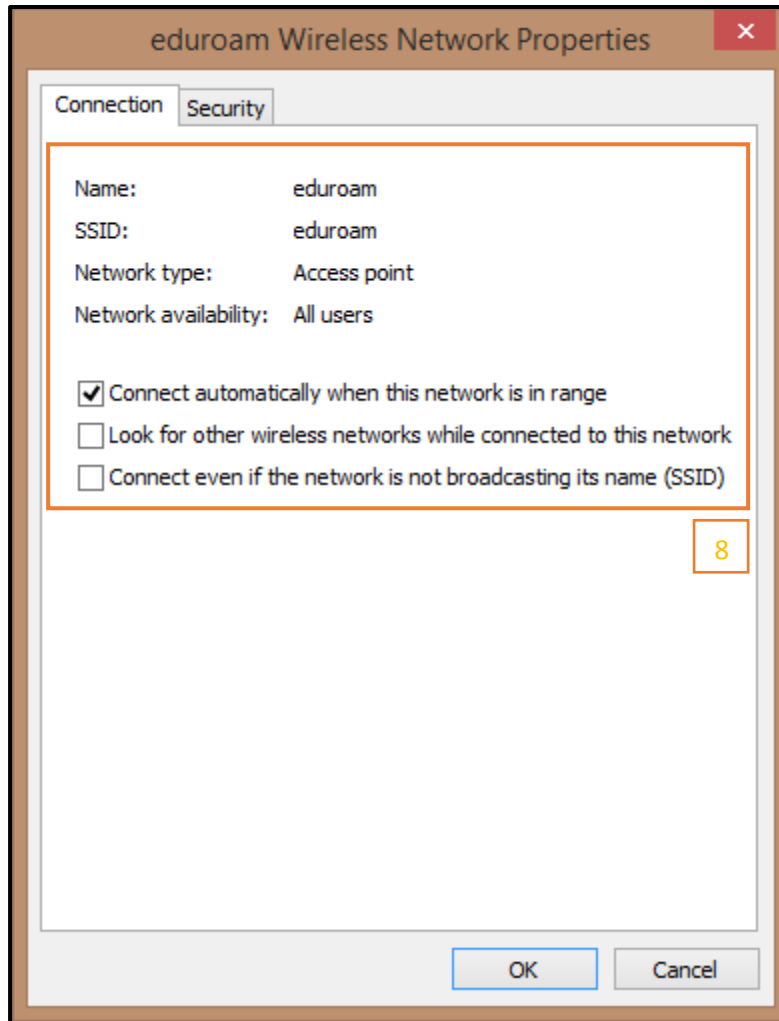 eduroam Wireless Network Properties
Connection Security
Name: eduroam
SSID: eduroam
Network type: Access point
Network availability: All users
Connect automatically when this network is in range
Look for other wireless networks while connected to this network
Connect even if the network is not broadcasting its name (SSID)
8
OK Cancel